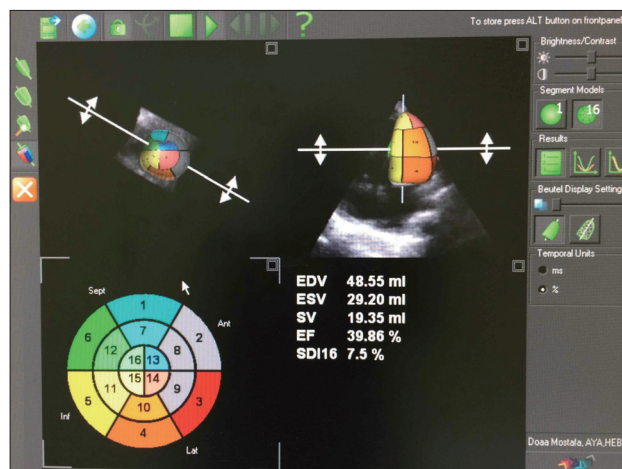 To store press ALT button on frontpanel
Brightness/Contrast
Segment Models
1
16
Results
Beutel Display Setting
Temporal Units
ms
%
EDV 48.55 ml
ESV 29.20 ml
SV 19.35 ml
EF 39.86 %
SDI16 7.5 %
Sept
Ant
Inf
Lat
1
2
3
4
5
6
7
8
9
10
11
12
13
14
15
16
Doaa Mostafa, AYA,HEB